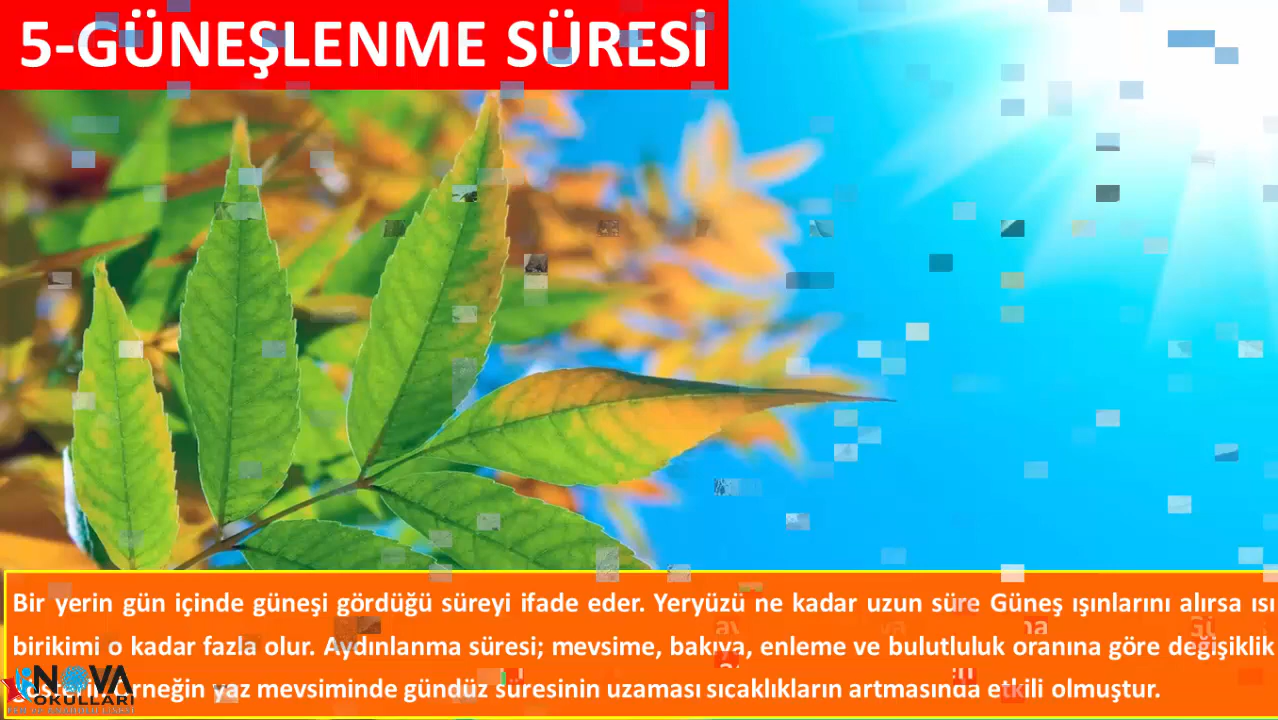 5-GÜNEŞLENME SÜRESİ
Bir yerin gün içinde güneşi gördüğü süreyi ifade eder. Yeryüzü ne kadar uzun süre Güneş ışınlarını alırsa ısı
birikimi o kadar fazla olur. Aydınlanma süresi; mevsime, bakıya, enleme ve bulutluluk oranına göre değişiklik
gösterir. Örneğin yaz mevsiminde gündüz süresinin uzaması sıcaklıkların artmasında etkili olmuştur.
iNOVA
OKULLARI